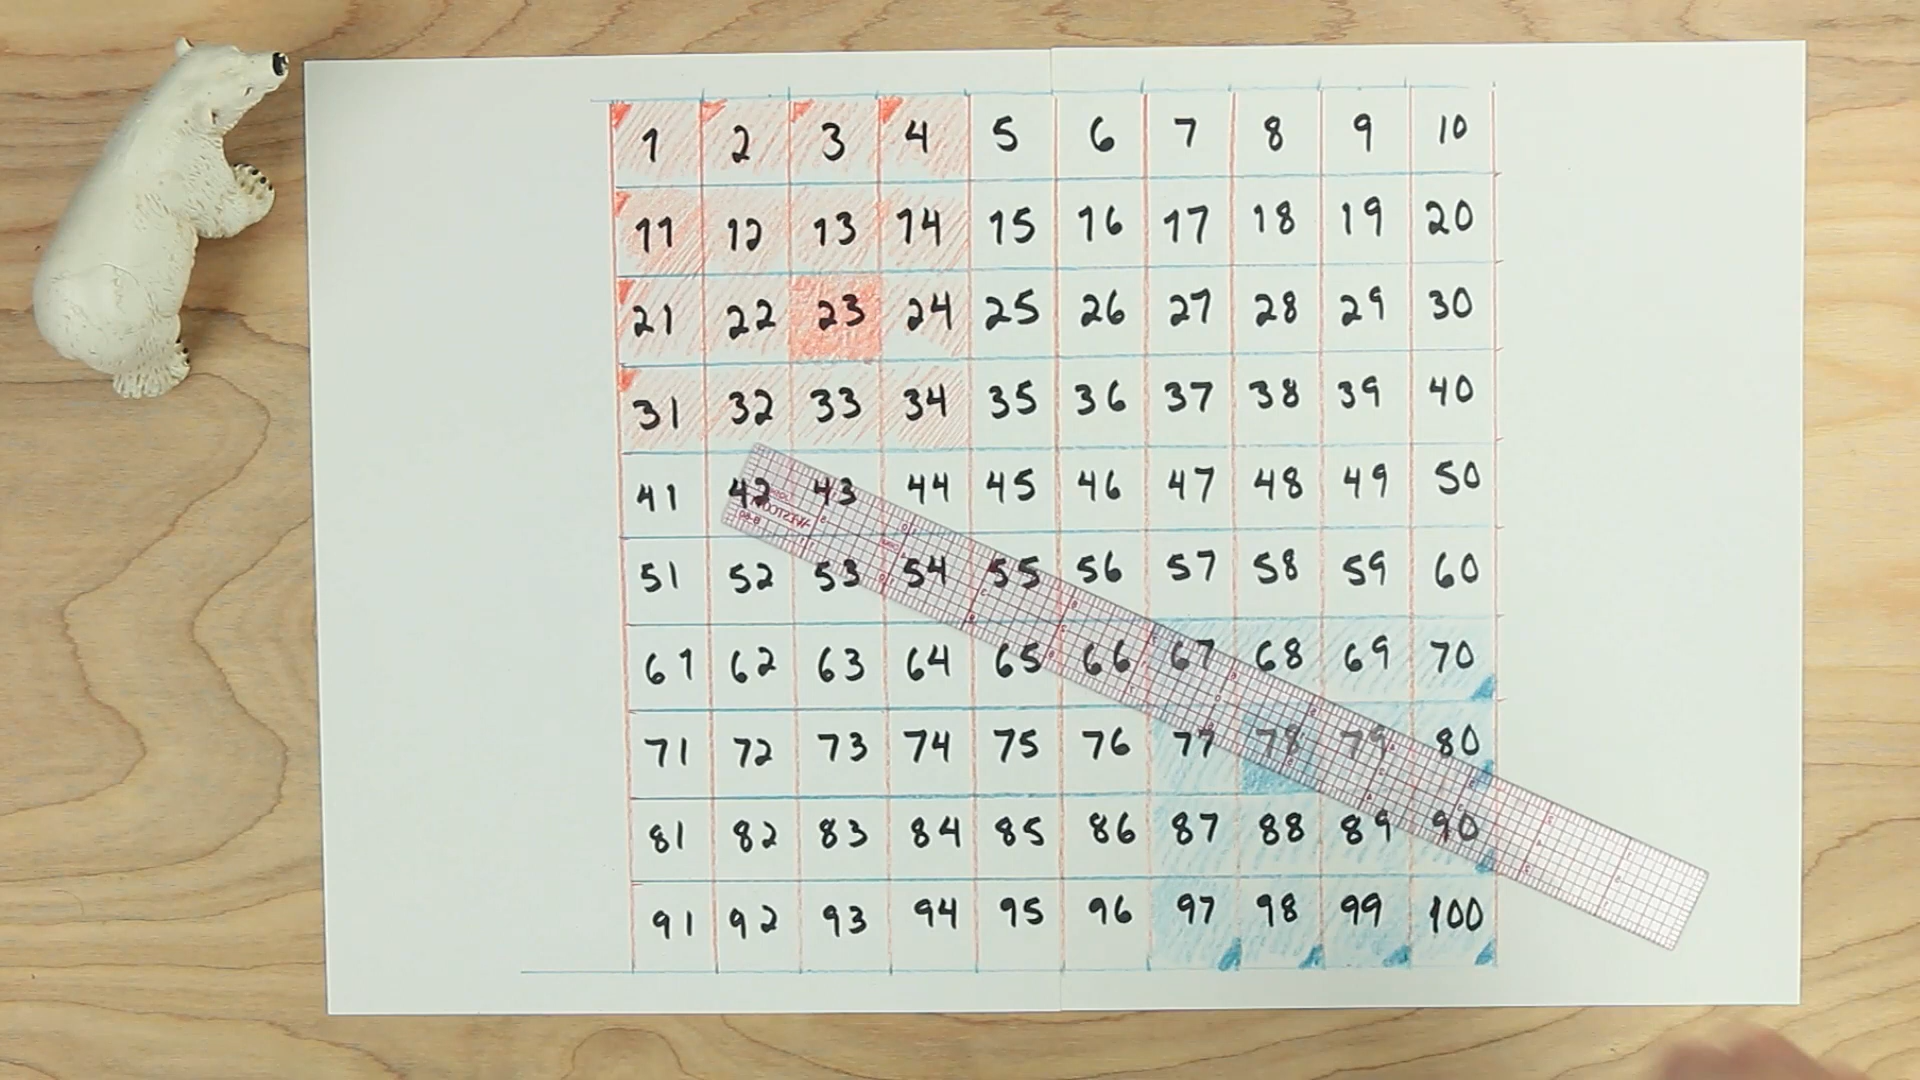 1 2 3 4 5 6 7 8 9 10
11 12 13 14 15 16 17 18 19 20
21 22 23 24 25 26 27 28 29 30
31 32 33 34 35 36 37 38 39 40
41 42 43 44 45 46 47 48 49 50
51 52 53 54 55 56 57 58 59 60
61 62 63 64 65 66 67 68 69 70
71 72 73 74 75 76 77 78 79 80
81 82 83 84 85 86 87 88 89 90
91 92 93 94 95 96 97 98 99 100